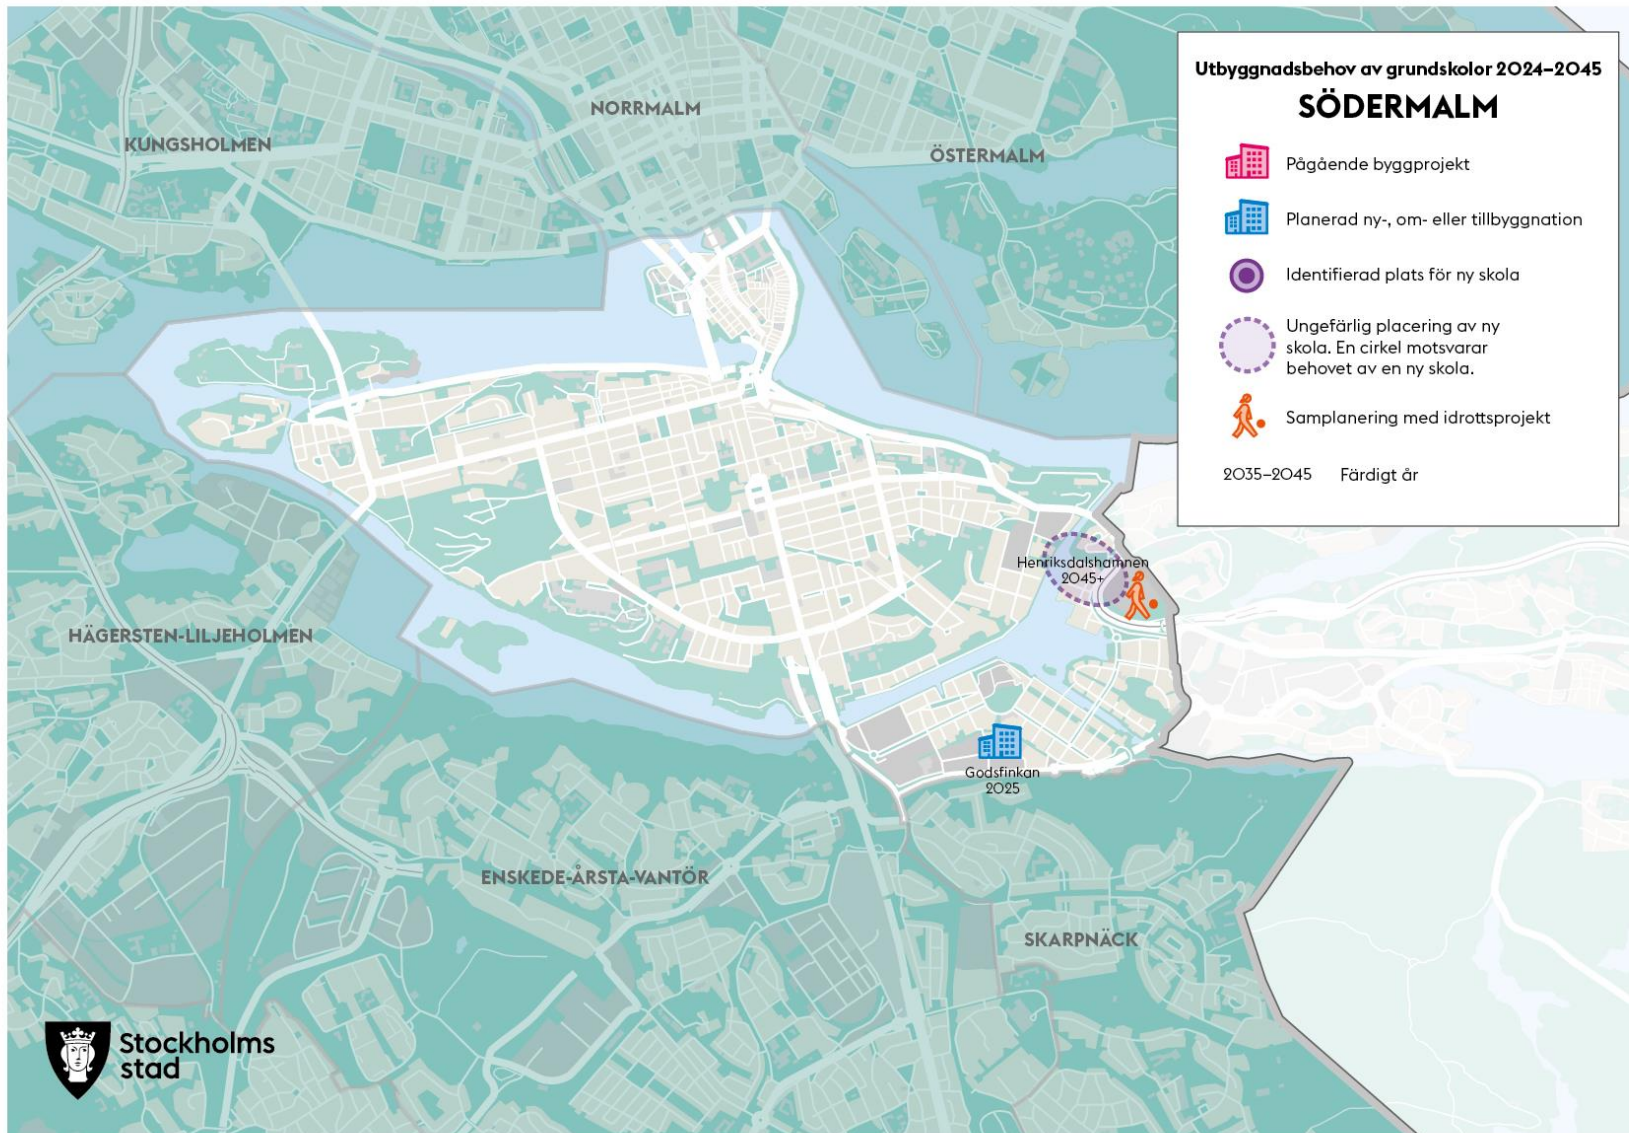 Utbyggnadsbehov av grundskolor 2024–2045
SÖDERMALM
Pågående byggprojekt
Planerad ny-, om- eller tillbyggnation
Identifierad plats för ny skola
Ungefärlig placering av ny
skola. En cirkel motsvarar
behovet av en ny skola.
Samplanering med idrottsprojekt
2035–2045 Färdigt år
NORRMALM
KUNGSHOLMEN
ÖSTERMALM
Henriksdalshamnen
2045+
HÄGERSTEN-LILJEHOLMEN
Godsfinkan
2025
ENSKEDE-ÅRSTA-VANTÖR
SKARPNÄCK
Stockholms
stad